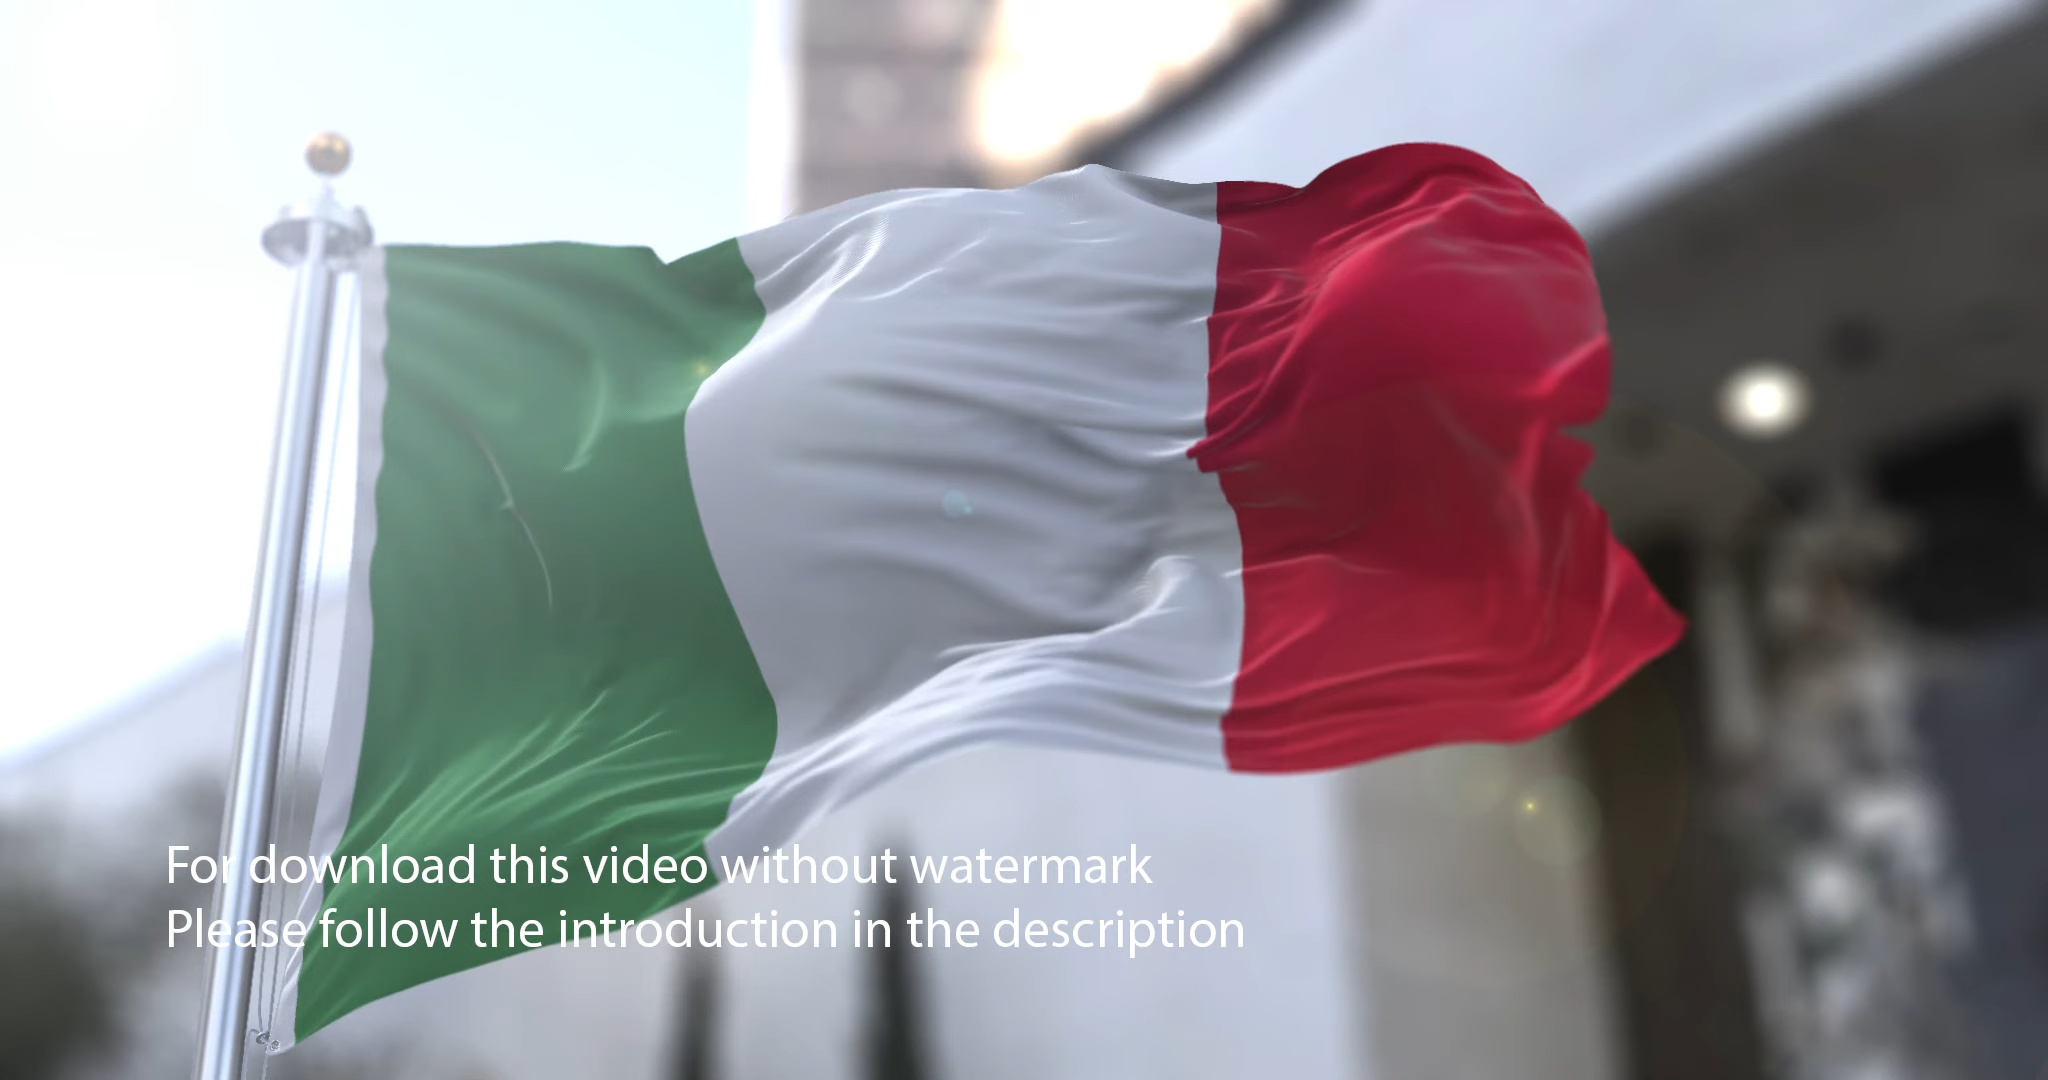 For download this video without watermark
Please follow the introduction in the description